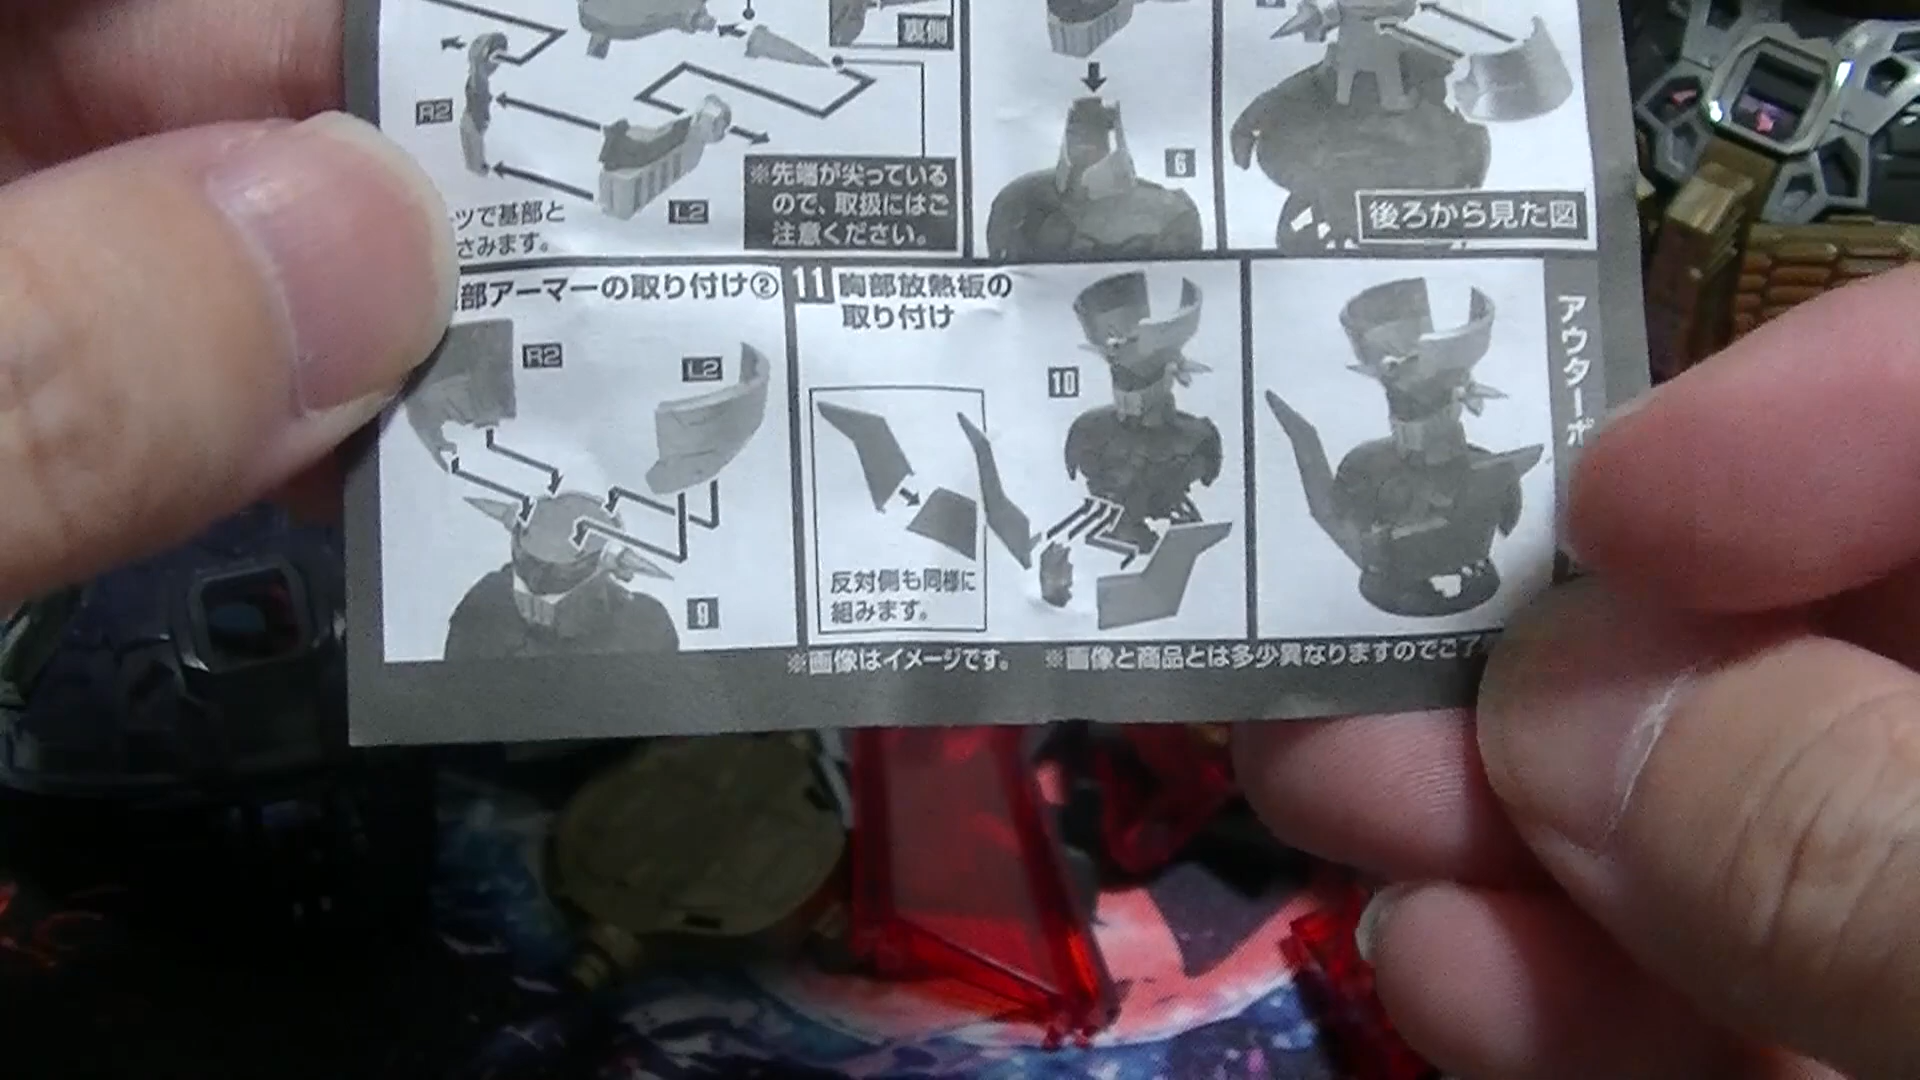 裏側
R2
※先端が尖っている
ので、取扱にはご
注意ください。
L2
ツで基部と
さみます。
6
後ろから見た図
部アーマーの取り付け②
R2
L2
9
11 胸部放熱板の
取り付け
10
反対側も同様に
組みます。
アウターボ
※画像はイメージです。 ※画像と商品とは多少異なりますのでご了